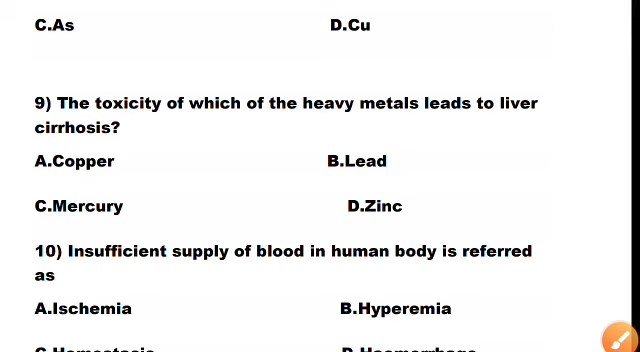 C.As D.Cu
9) The toxicity of which of the heavy metals leads to liver
cirrhosis?
A.Copper B.Lead
C.Mercury D.Zinc
10) Insufficient supply of blood in human body is referred
as
A.Ischemia B.Hyperemia